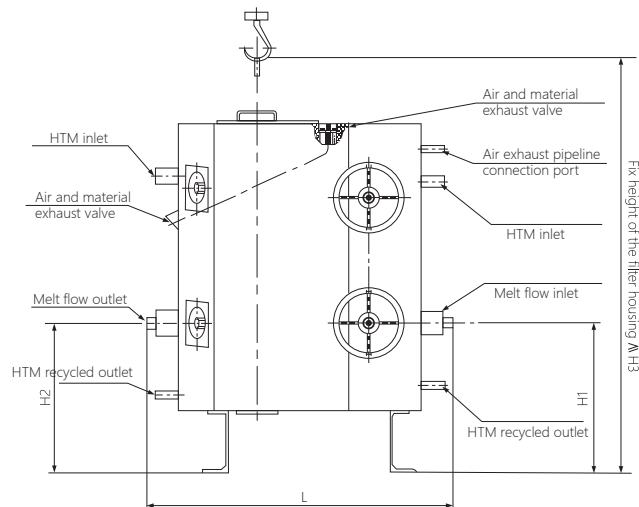 Air and material
exhaust valve
HTM inlet
Air exhaust pipeline
connection port
Air and material
exhaust valve
HTM inlet
Melt flow outlet
Melt flow inlet
HTM recycled outlet
HTM recycled outlet
H2
H1
L
Fix height of the filter housing ≥ H3